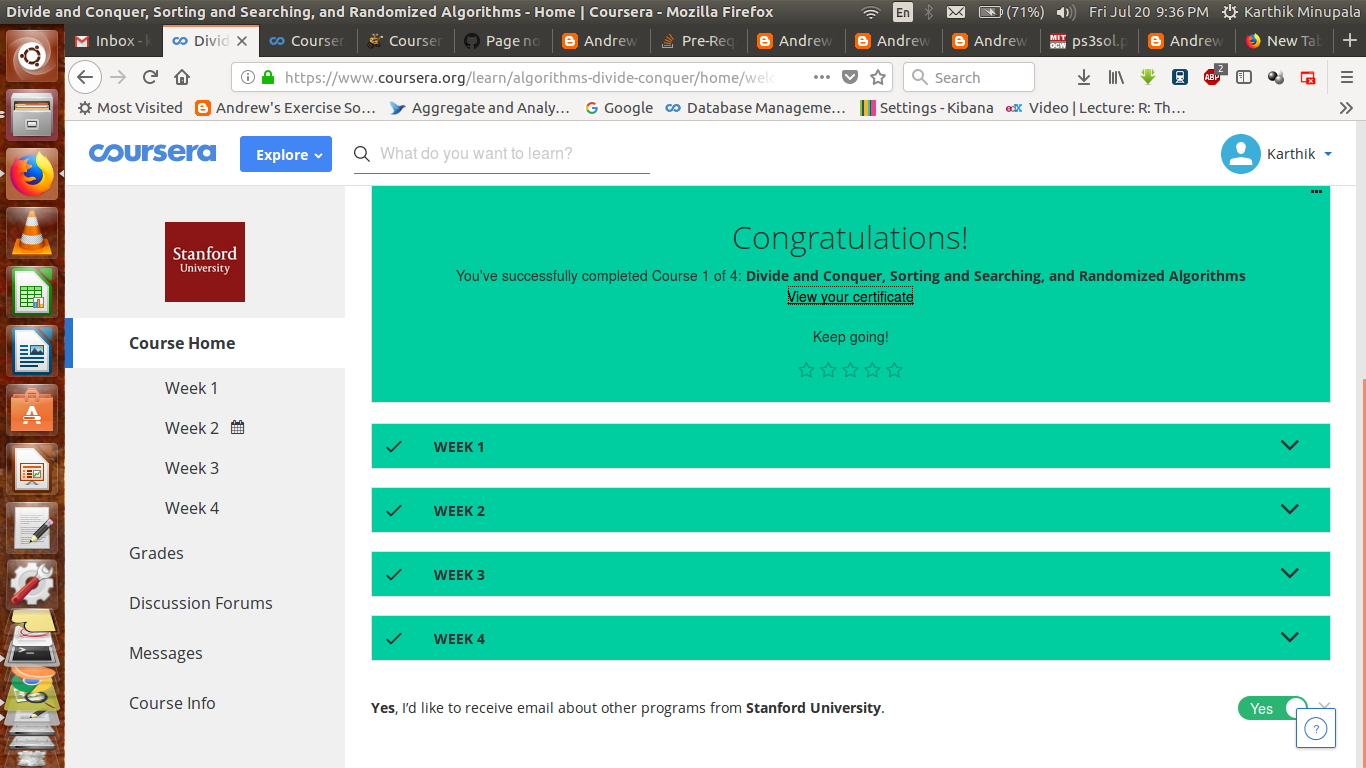 Divide and Conquer, Sorting and Searching, and Randomized Algorithms - Home | Coursera - Mozilla Firefox
En
(71%)
Fri Jul 20 9:36 PM
Karthik Minupala
Inbox - k
Divid
Courser
Courser
Page no
Andrew
Pre-Req
Andrew
Andrew
Andrew
MIT OCW ps3sol.p
Andrew
New Tab
https://www.coursera.org/learn/algorithms-divide-conquer/home/welc
Search
ABP 2
Most Visited
Andrew's Exercise So…
Aggregate and Analy…
G Google
Database Manageme…
Settings - Kibana
edX Video | Lecture: R: Th…
coursera
Explore
What do you want to learn?
Karthik
Stanford
University
Course Home
Week 1
Week 2
Week 3
Week 4
Grades
Discussion Forums
Messages
Course Info
Congratulations!
You've successfully completed Course 1 of 4: Divide and Conquer, Sorting and Searching, and Randomized Algorithms
View your certificate
Keep going!
WEEK 1
WEEK 2
WEEK 3
WEEK 4
Yes, I'd like to receive email about other programs from Stanford University.
Yes
?